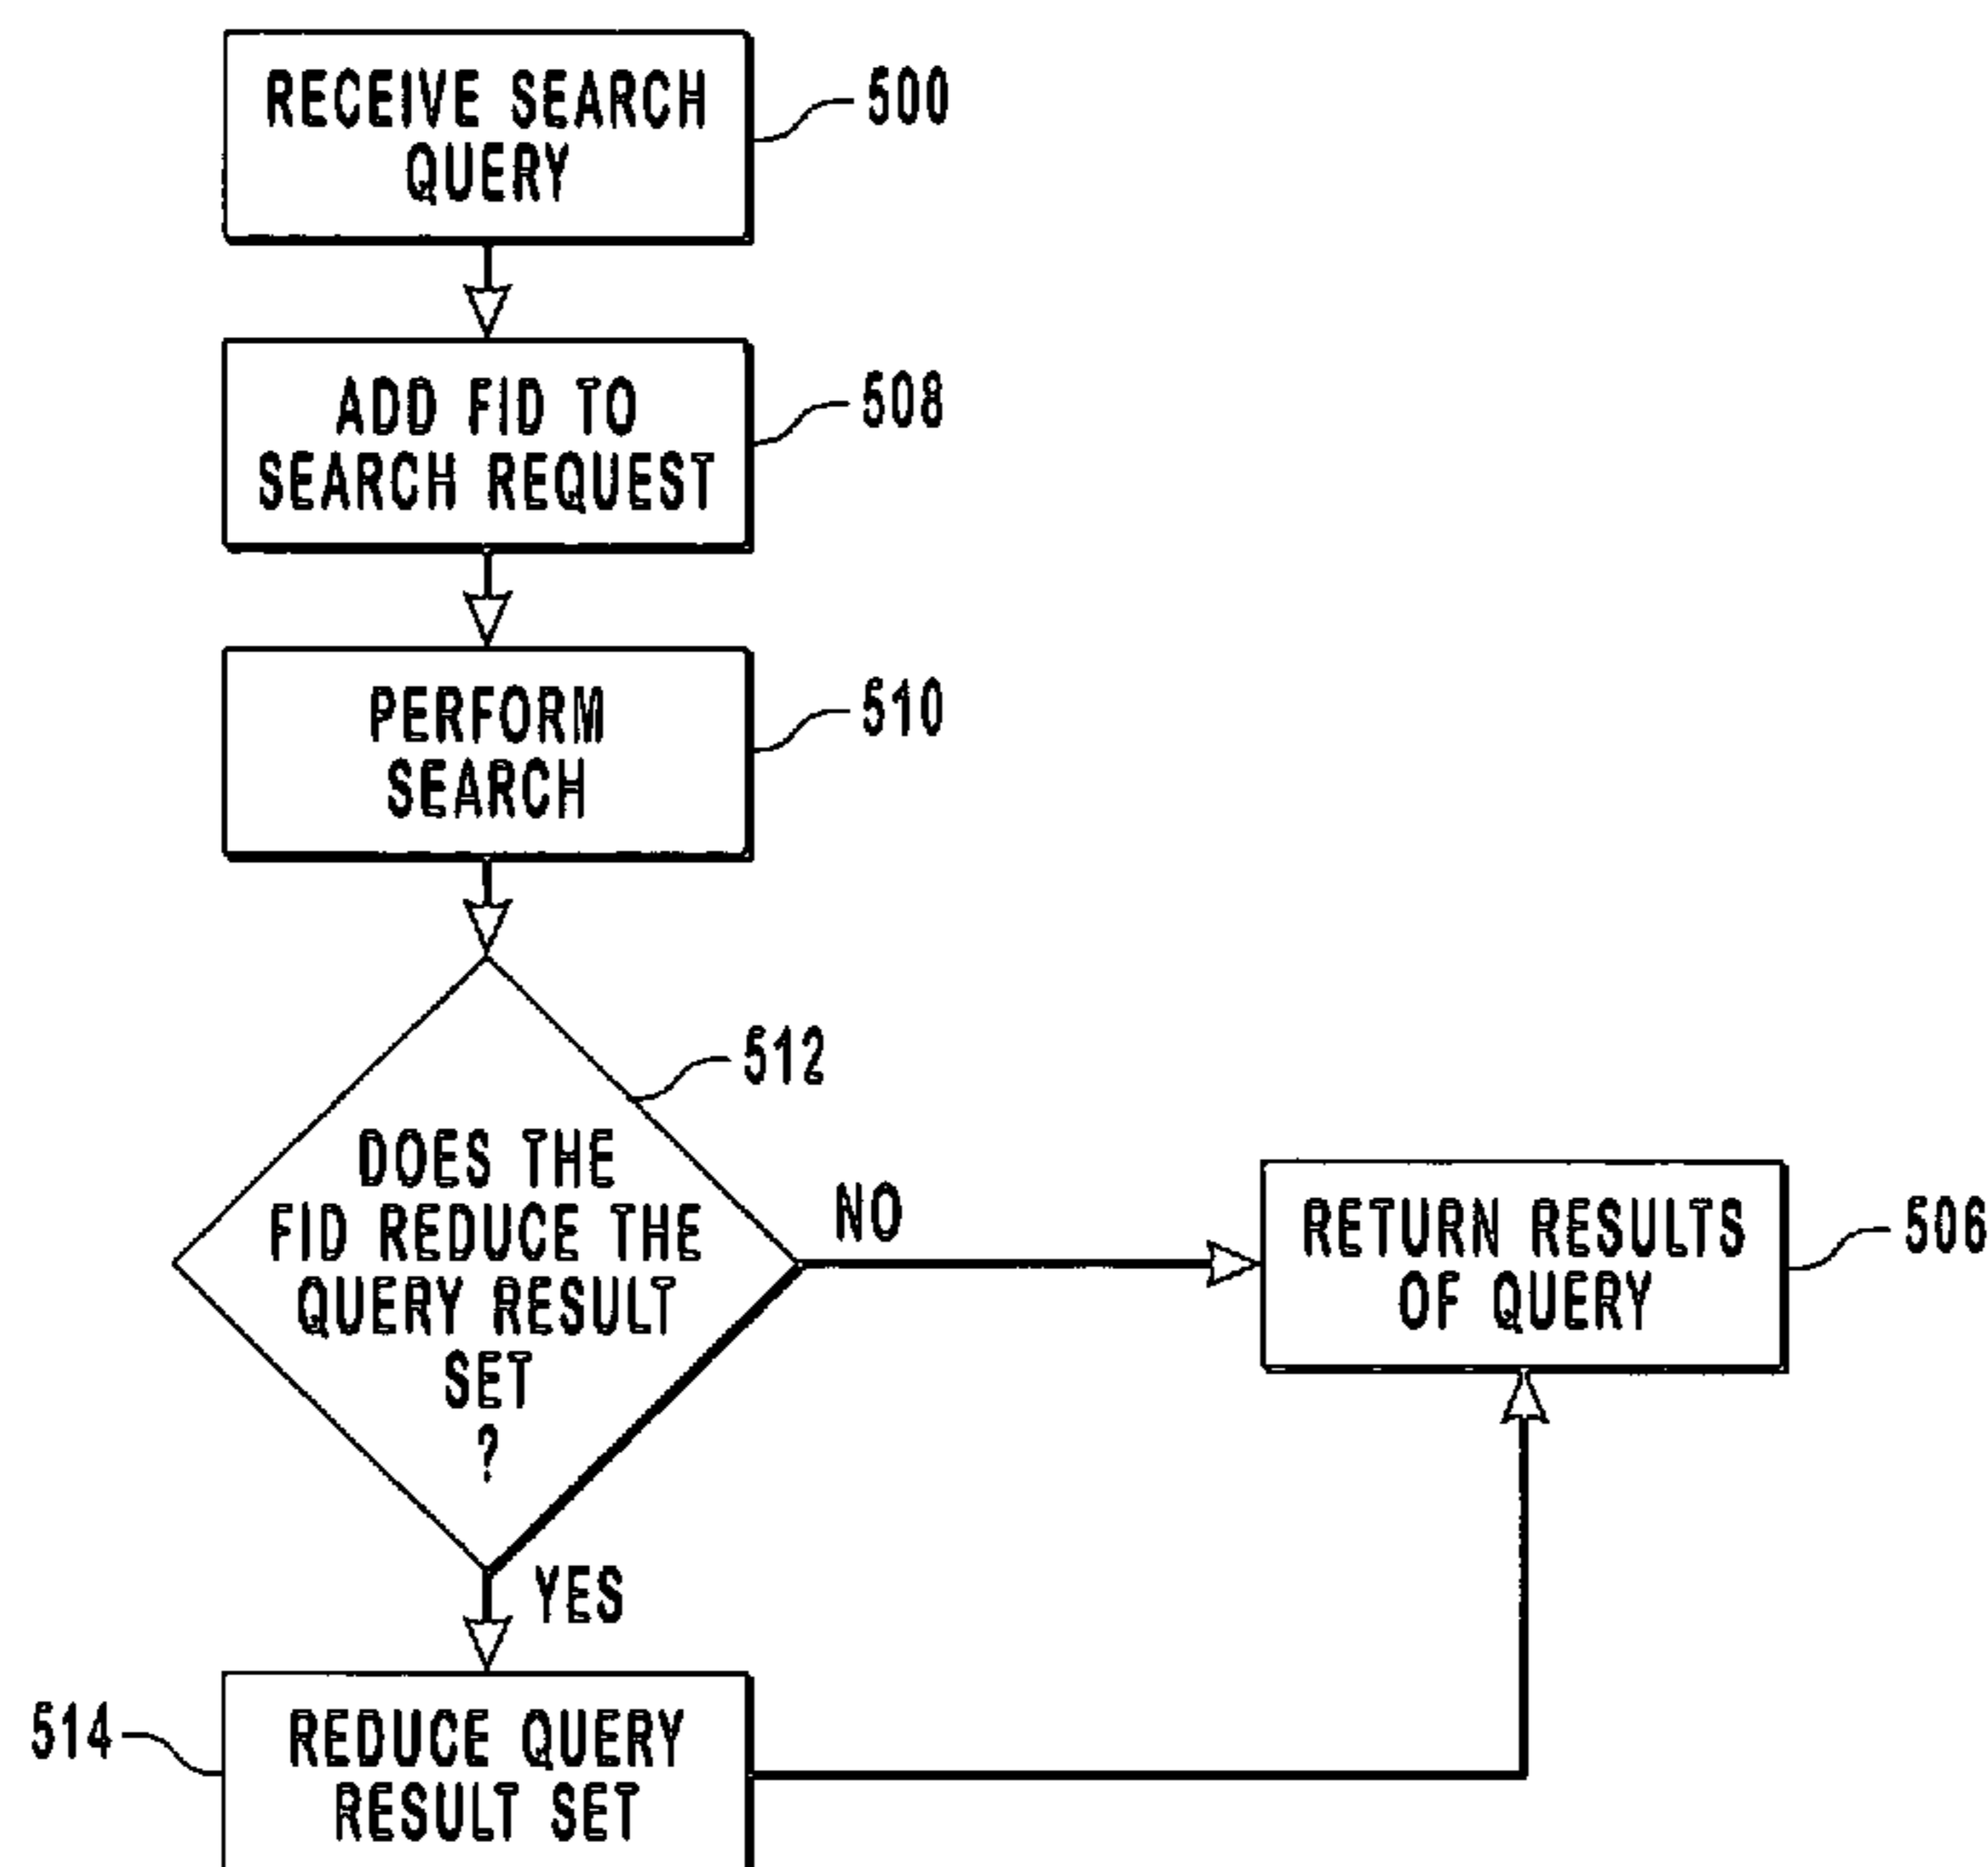 RECEIVE SEARCH
QUERY
500
ADD FID TO
SEARCH REQUEST
508
PERFORM
SEARCH
510
512
DOES THE
FID REDUCE THE
QUERY RESULT
SET
?
NO
RETURN RESULTS
OF QUERY
506
YES
514
REDUCE QUERY
RESULT SET